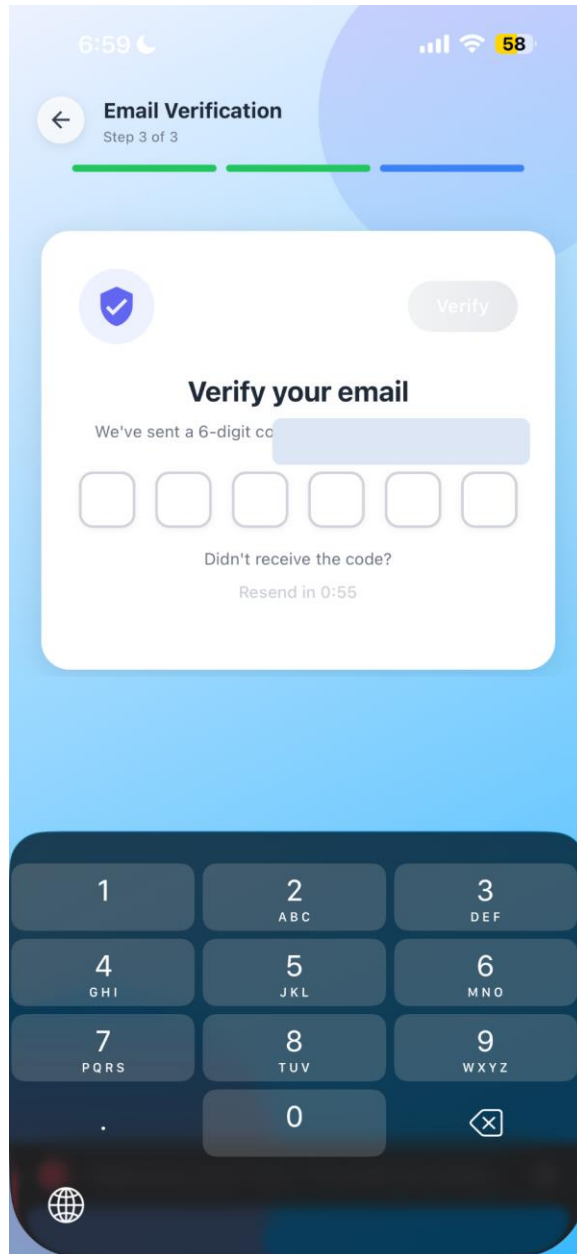 6:59
58
Email Verification
Step 3 of 3
Verify
Verify your email
We've sent a 6-digit
Didn't receive the code?
Resend in 0:55
1
2
ABC
3
DEF
4
GHI
5
JKL
6
MNO
7
PQRS
8
TUV
9
WXYZ
.
0